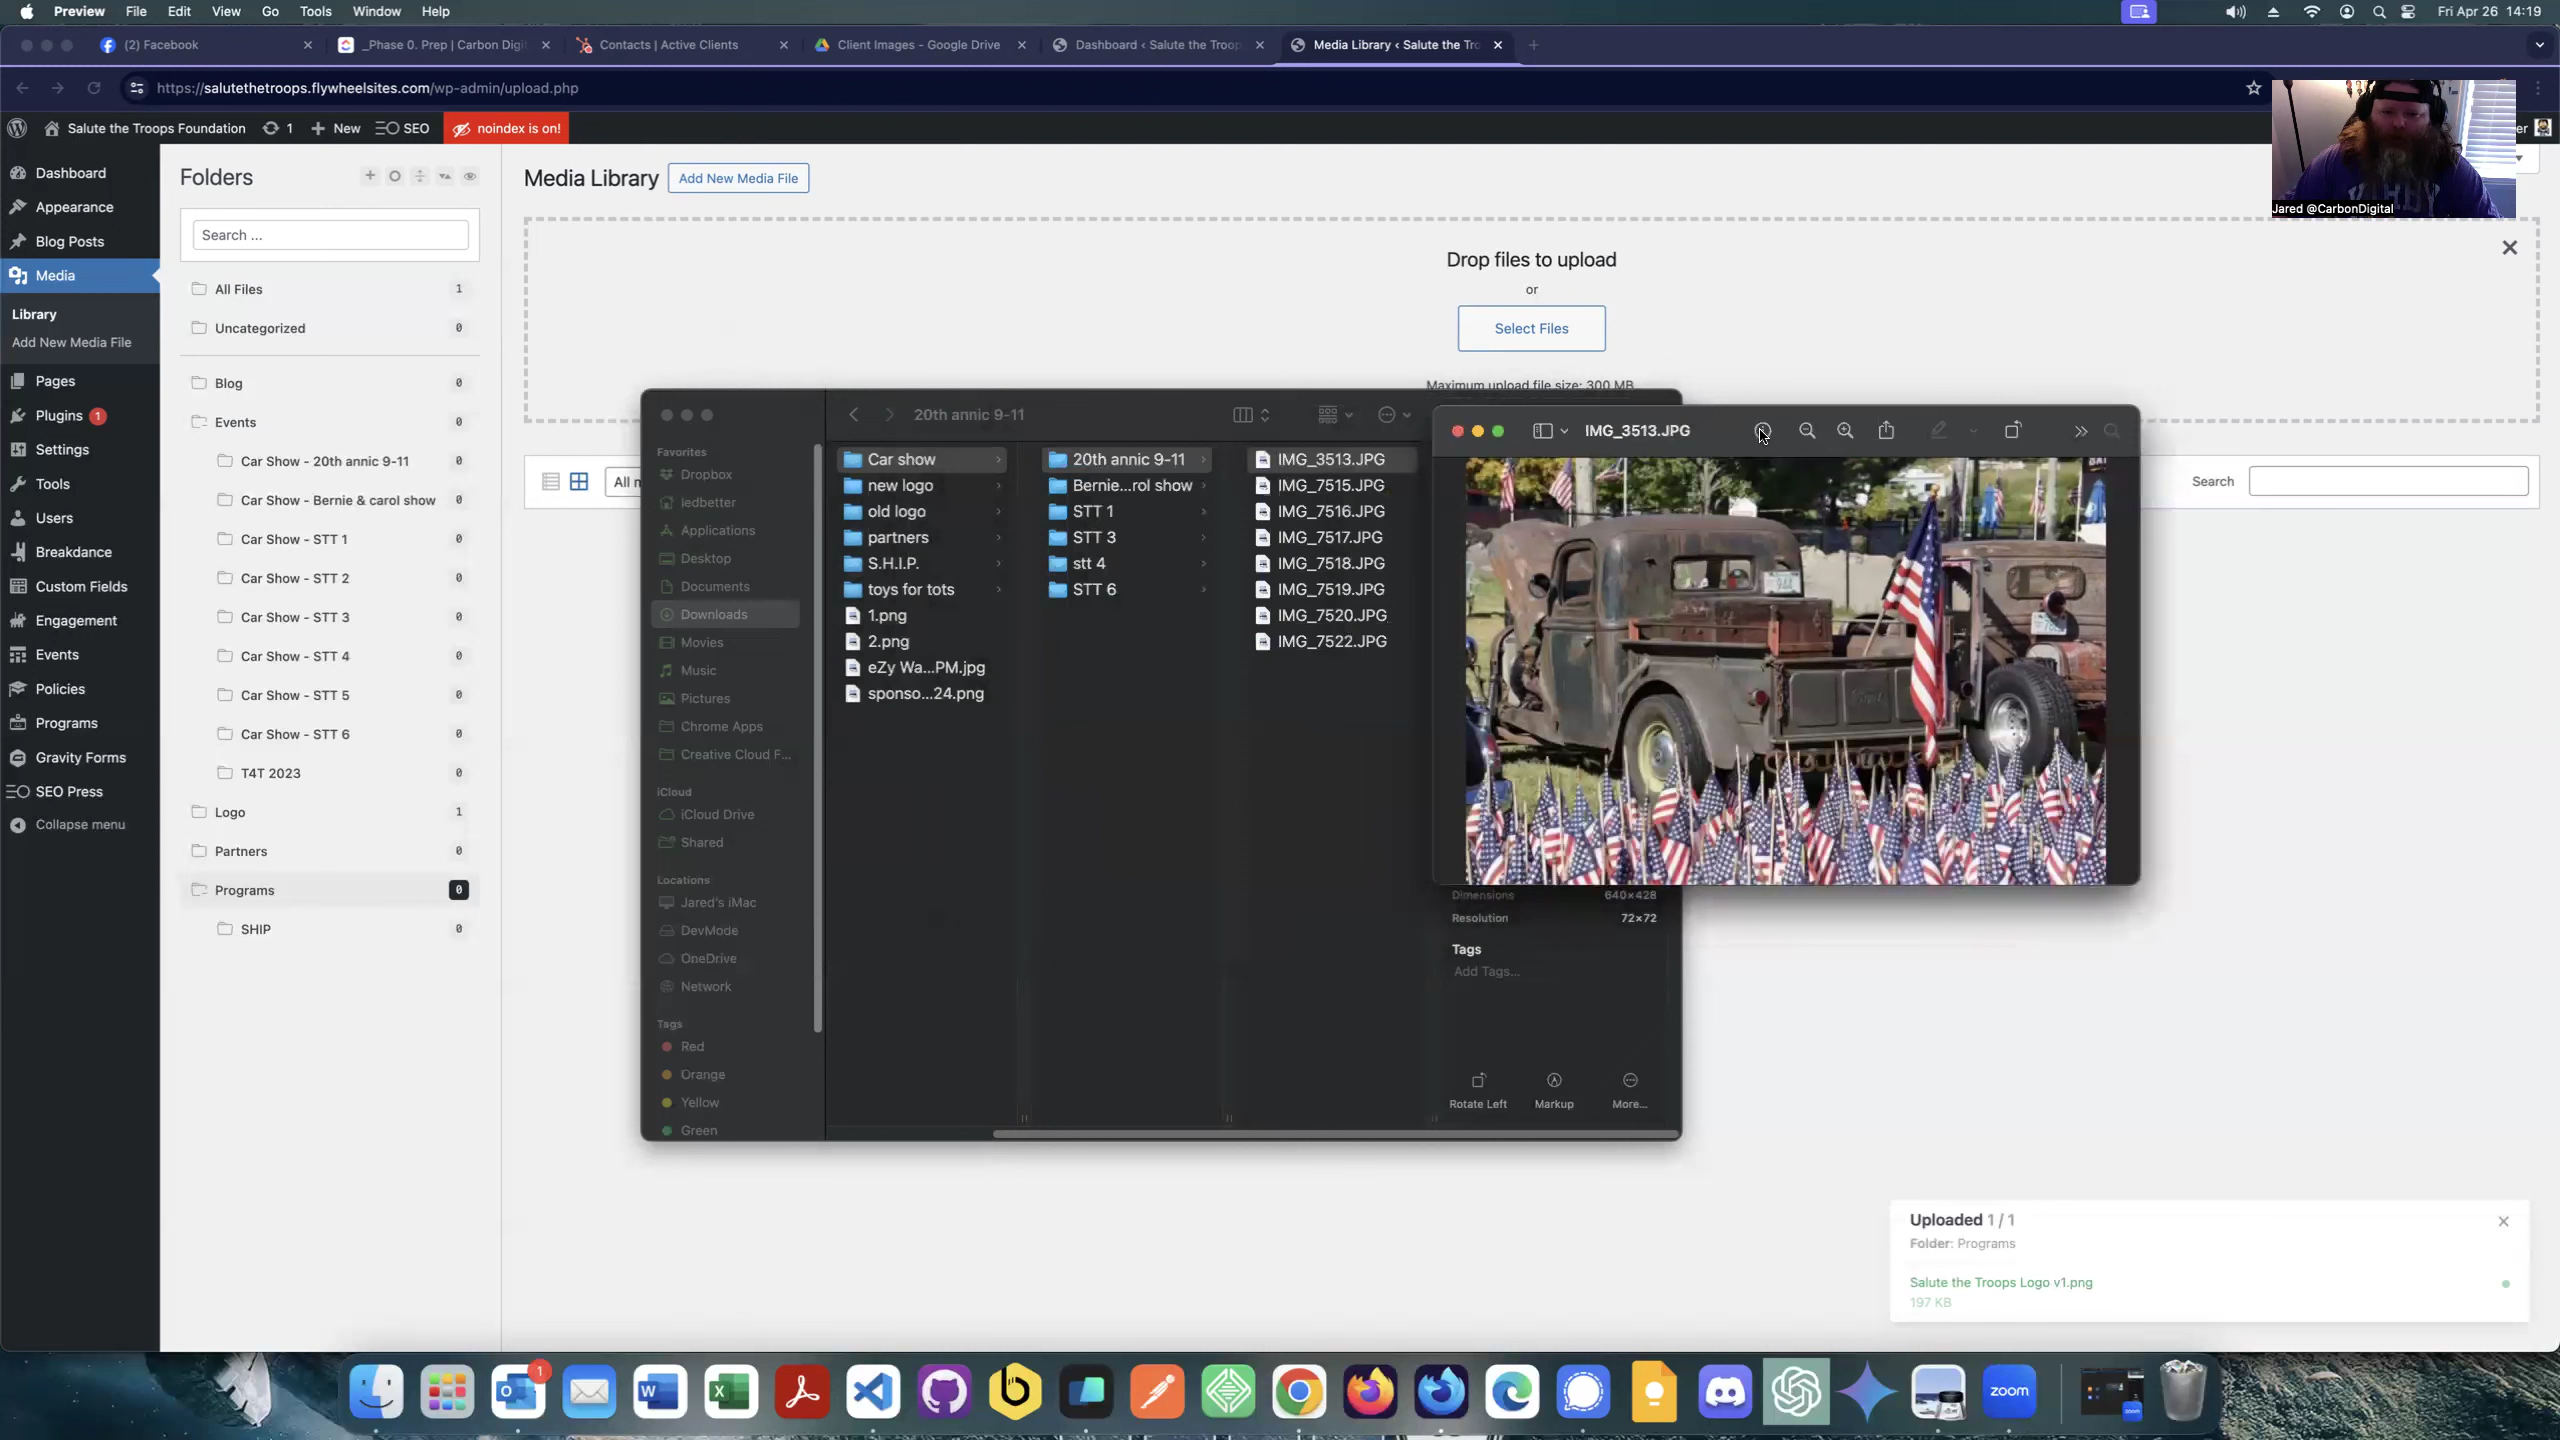 Preview File Edit View Go Tools Window Help Fri Apr 26 14:19
(2) Facebook _Phase 0. Prep | Carbon Digi Contacts | Active Clients Client Images - Google Drive Dashboard ‹ Salute the Troop Media Library ‹ Salute the Tro
https://salutethetroops.flywheelsites.com/wp-admin/upload.php
Salute the Troops Foundation 1 New SEO noindex is on! er
Jared @CarbonDigital
Dashboard
Appearance
Blog Posts
Media
Library
Add New Media File
Pages
Plugins 1
Settings
Tools
Users
Breakdance
Custom Fields
Engagement
Events
Policies
Programs
Gravity Forms
SEO Press
Collapse menu
Folders
Search ...
All Files 1
Uncategorized 0
Blog 0
Events 0
Car Show - 20th annic 9-11 0
Car Show - Bernie & carol show 0
Car Show - STT 1 0
Car Show - STT 2 0
Car Show - STT 3 0
Car Show - STT 4 0
Car Show - STT 5 0
Car Show - STT 6 0
T4T 2023 0
Logo 1
Partners 0
Programs 0
SHIP 0
Media Library Add New Media File
Drop files to upload
or
Select Files
Maximum upload file size: 300 MB.
All m
Search
20th annic 9-11
Favorites
Dropbox
ledbetter
Applications
Desktop
Documents
Downloads
Movies
Music
Pictures
Chrome Apps
Creative Cloud F...
iCloud
iCloud Drive
Shared
Locations
Jared's iMac
DevMode
OneDrive
Network
Tags
Red
Orange
Yellow
Green
Car show
new logo
old logo
partners
S.H.I.P.
toys for tots
1.png
2.png
eZy Wa...PM.jpg
sponso...24.png
20th annic 9-11
Bernie...rol show
STT 1
STT 3
stt 4
STT 6
IMG_3513.JPG
IMG_7515.JPG
IMG_7516.JPG
IMG_7517.JPG
IMG_7518.JPG
IMG_7519.JPG
IMG_7520.JPG
IMG_7522.JPG
IMG_3513.JPG
Dimensions 640×428
Resolution 72×72
Tags
Add Tags...
Rotate Left Markup More...
Uploaded 1 / 1
Folder: Programs
Salute the Troops Logo v1.png
197 KB
1
zoom